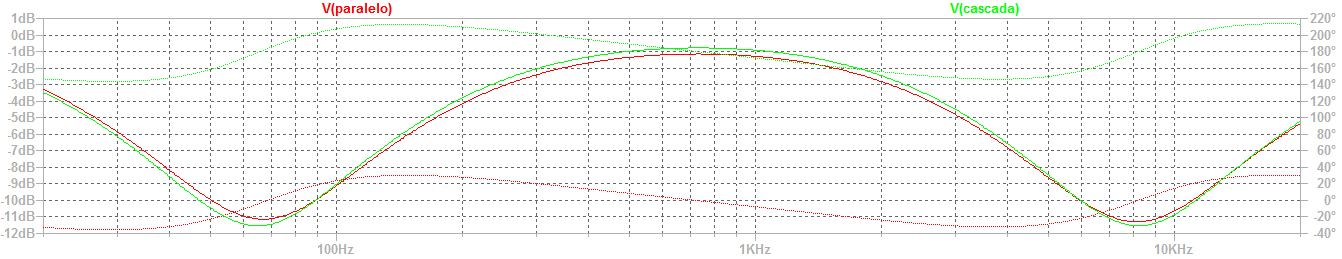 V(paralelo) V(cascada)
1dB 220°
0dB 200°
-1dB 180°
-2dB 160°
-3dB 140°
-4dB 120°
-5dB 100°
-6dB 80°
-7dB 60°
-8dB 40°
-9dB 20°
-10dB 0°
-11dB -20°
-12dB -40°
100Hz 1KHz 10KHz